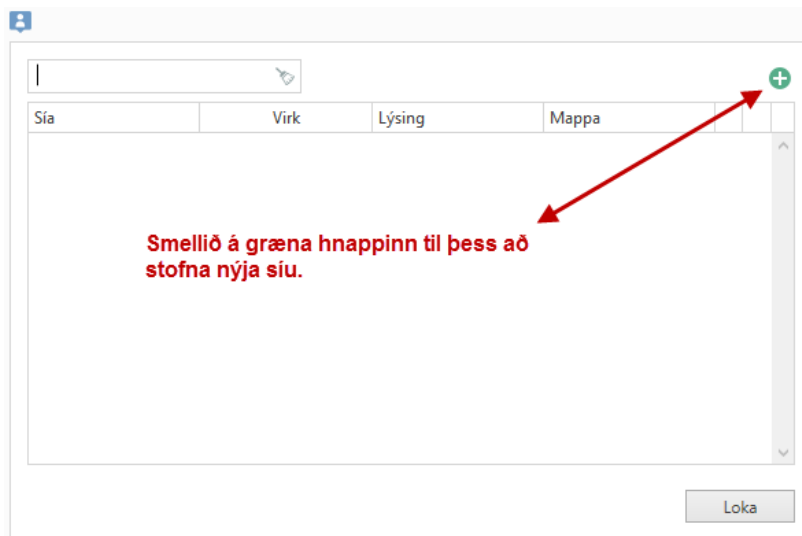 Sía Virk Lýsing Mappa
Smellið á græna hnappinn til þess að
stofna nýja síu.
Loka